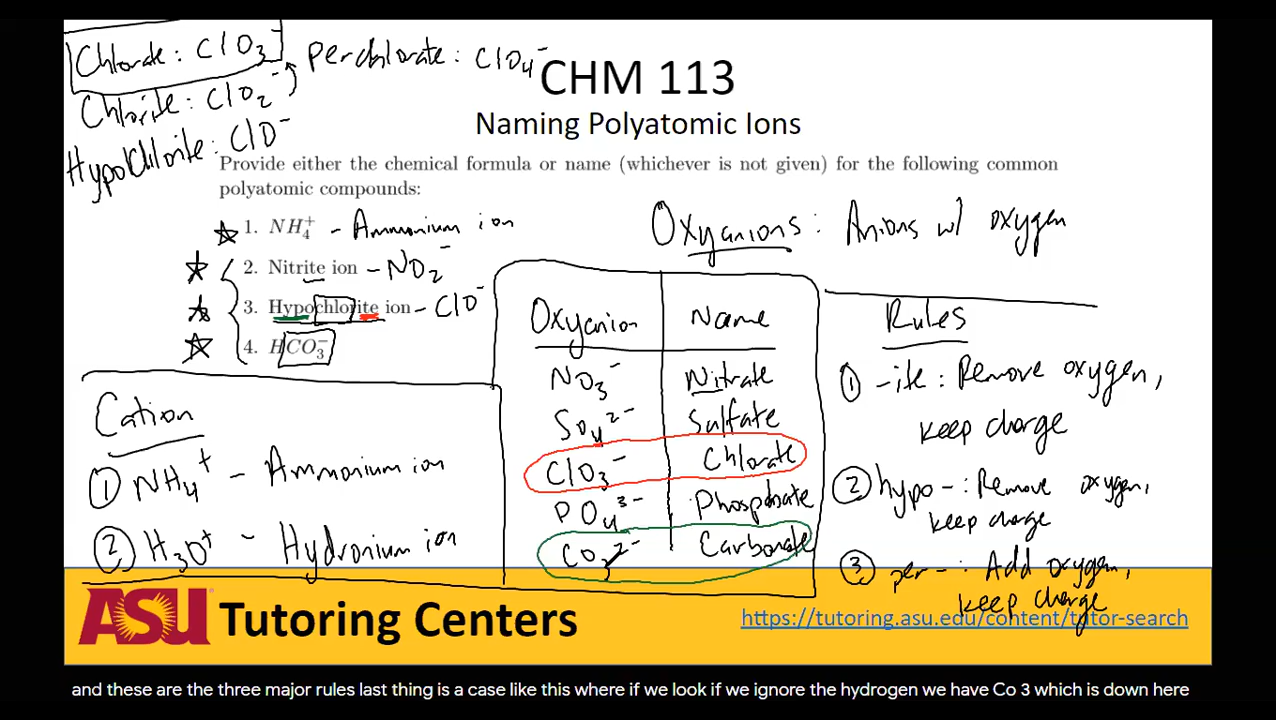 Chlorate: ClO3-
perchlorate: ClO4-
Chlorite: ClO2-
HypoChlorite: ClO-
CHM 113
Naming Polyatomic Ions
Provide either the chemical formula or name (whichever is not given) for the following common
polyatomic compounds:
1. NH4+ - Ammonium ion
2. Nitrite ion - NO2-
3. Hypochlorite ion - ClO-
4. HCO3-
Oxyanions: Anions w/ oxygen
Cation
① NH4+ - Ammonium ion
② H3O+ - Hydronium ion
Oxyanion Name
NO3- Nitrate
SO4 2- Sulfate
ClO3- Chlorate
PO4 3- Phosphate
CO3 2- Carbonate
Rules
① -ite: Remove oxygen,
keep charge
② hypo-: Remove oxygen,
keep charge
③ per-: Add oxygen,
keep charge
ASU Tutoring Centers
https://tutoring.asu.edu/content/tutor-search
and these are the three major rules last thing is a case like this where if we look if we ignore the hydrogen we have Co 3 which is down here